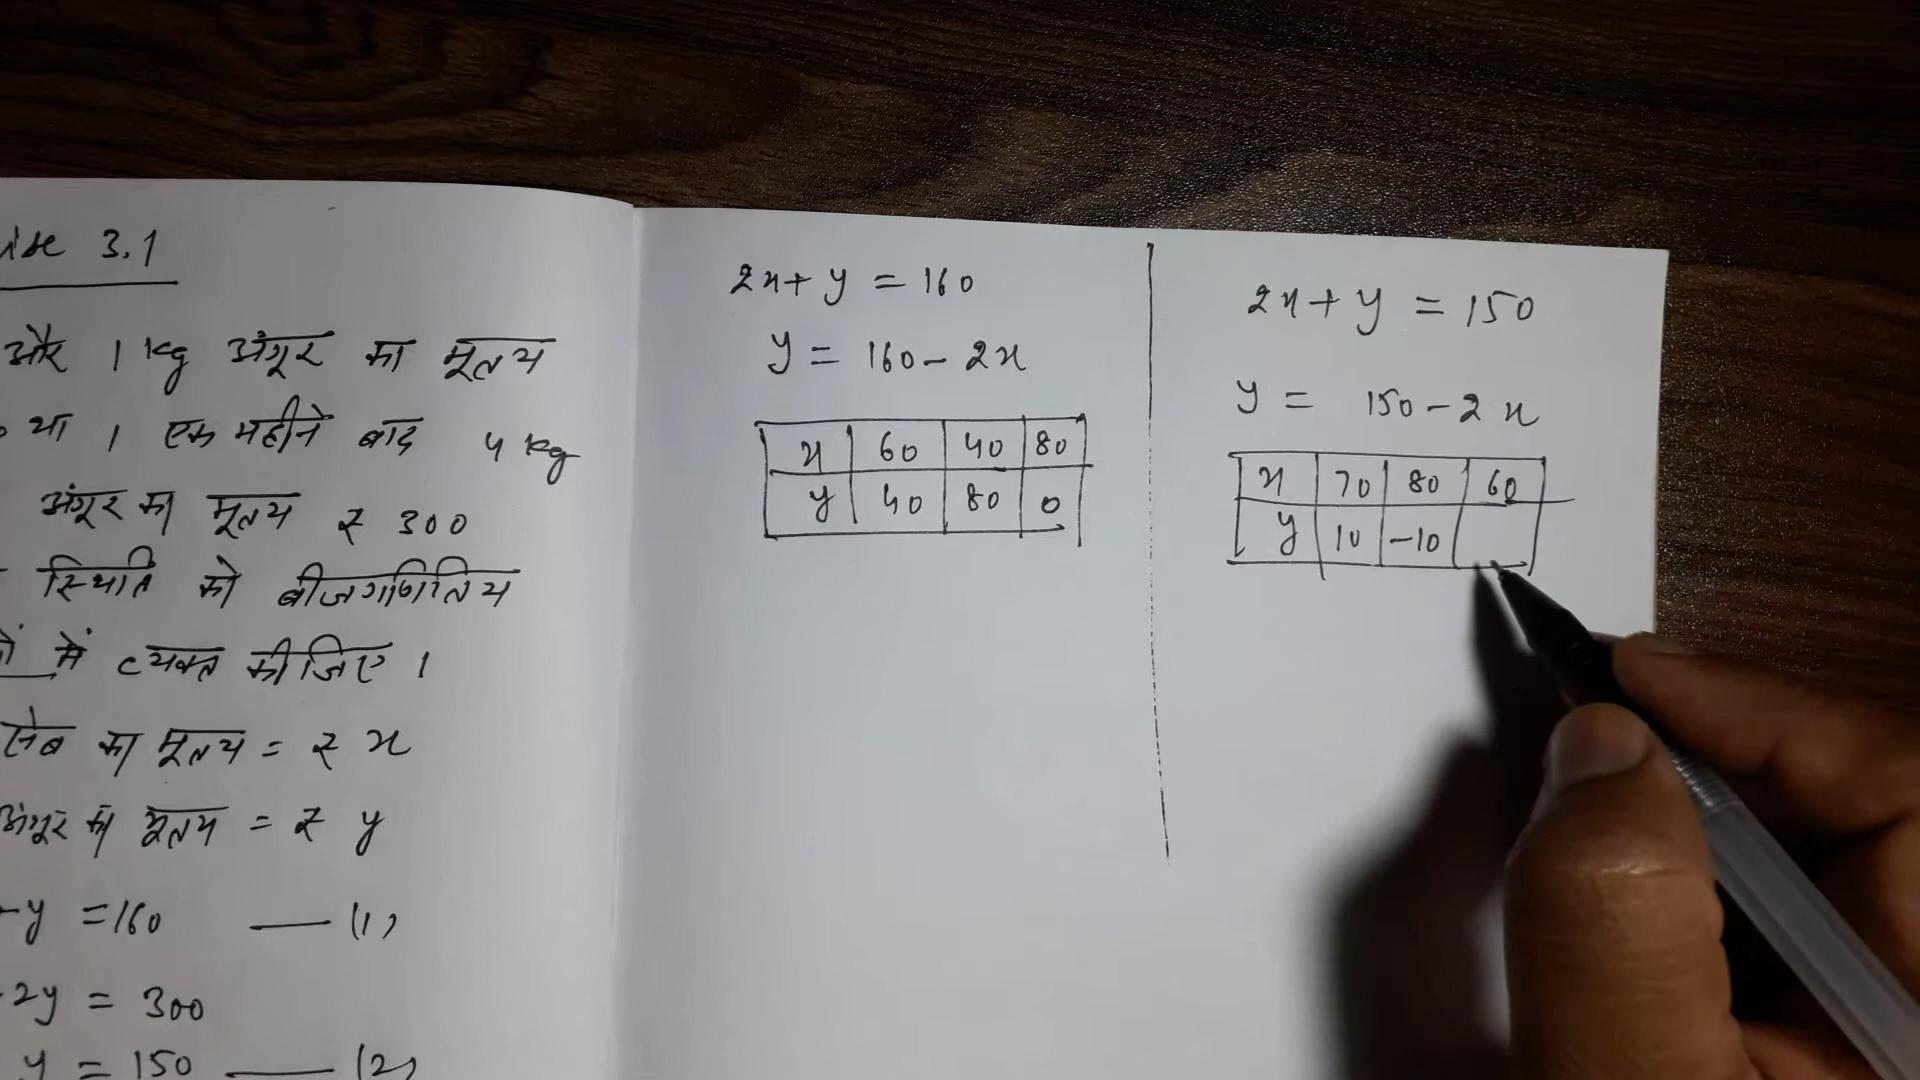 3.1
और 1 kg अंगूर का मूल्य
था । एक महीने बाद 4 kg
अंगूर का मूल्य ₹ 300
स्थिति को बीजगणितिय
में व्यक्त कीजिए ।
सेब का मूल्य = ₹ x
अंगूर का मूल्य = ₹ y
y = 160 — (1)
2y = 300
y = 150 — (2)
2x + y = 160
y = 160 - 2x
x 60 40 80
y 40 80 0
2x + y = 150
y = 150 - 2x
x 70 80 60
y 10 -10